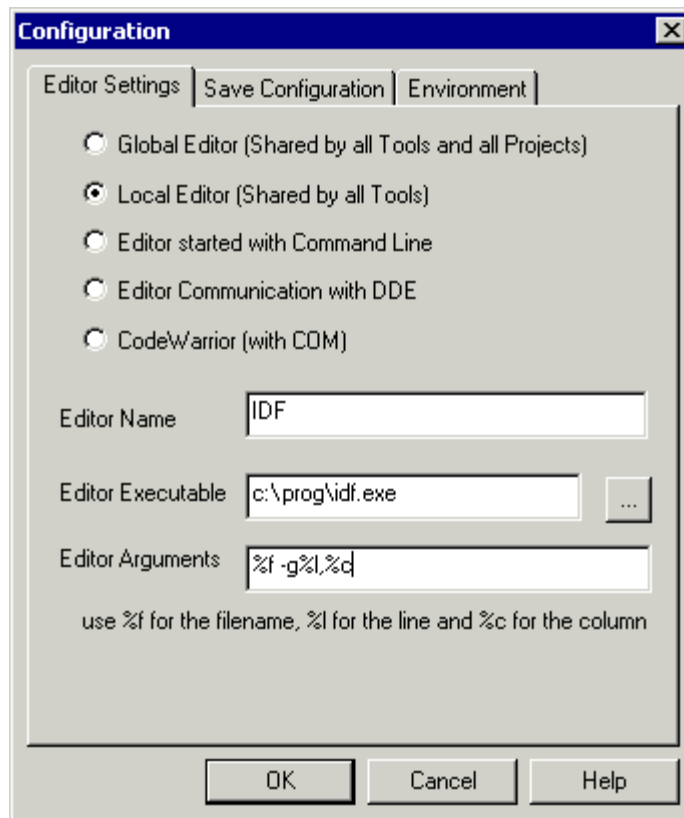 Configuration
Editor Settings Save Configuration Environment
Global Editor (Shared by all Tools and all Projects)
Local Editor (Shared by all Tools)
Editor started with Command Line
Editor Communication with DDE
CodeWarrior (with COM)
Editor Name IDF
Editor Executable c:\prog\idf.exe ...
Editor Arguments %f -g%l,%c
use %f for the filename, %l for the line and %c for the column
OK Cancel Help